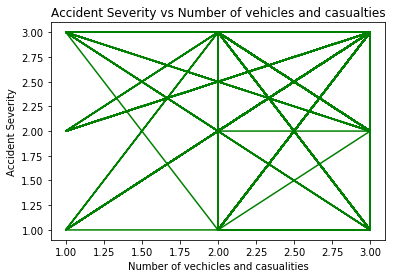 Accident Severity vs Number of vehicles and casualties
3.00
2.75
2.50
2.25
2.00
1.75
1.50
1.25
1.00
Accident Severity
1.00 1.25 1.50 1.75 2.00 2.25 2.50 2.75 3.00
Number of vechicles and casualities